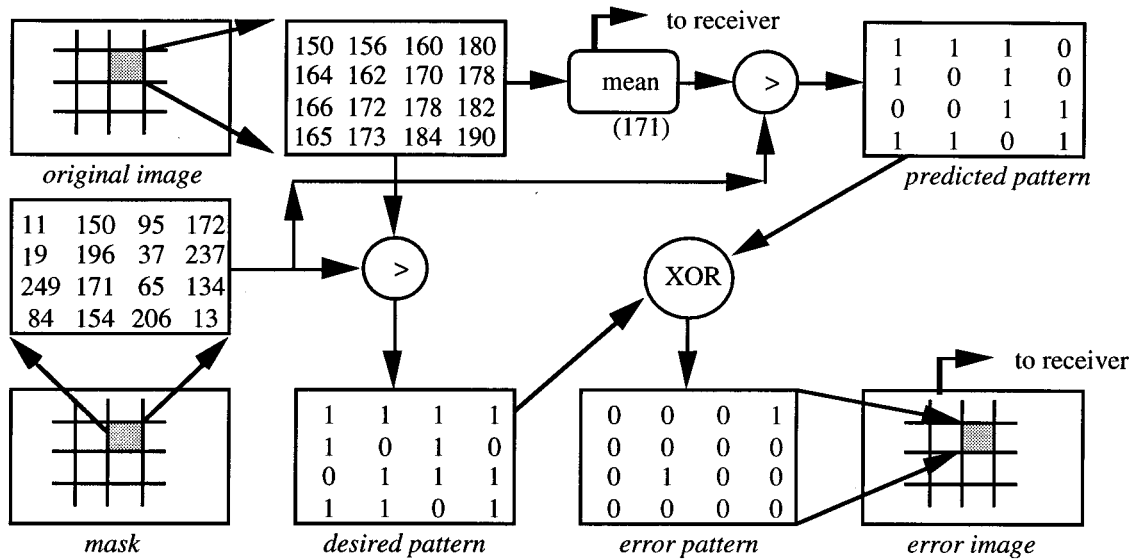 to receiver
150 156 160 180
164 162 170 178
166 172 178 182
165 173 184 190
mean
(171)
>
1 1 1 0
1 0 1 0
0 0 1 1
1 1 0 1
original image
predicted pattern
11 150 95 172
19 196 37 237
249 171 65 134
84 154 206 13
>
XOR
to receiver
1 1 1 1
1 0 1 0
0 1 1 1
1 1 0 1
0 0 0 1
0 0 0 0
0 1 0 0
0 0 0 0
mask
desired pattern
error pattern
error image